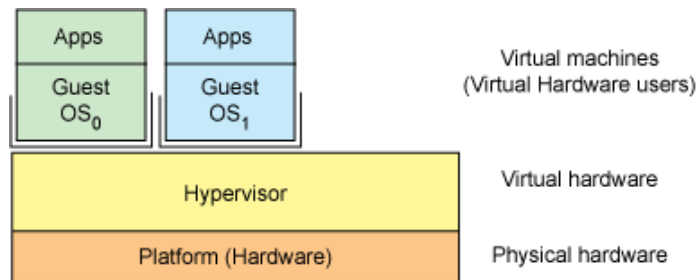 Apps
Apps
Virtual machines
(Virtual Hardware users)
Guest
OS0
Guest
OS1
Hypervisor
Virtual hardware
Platform (Hardware)
Physical hardware